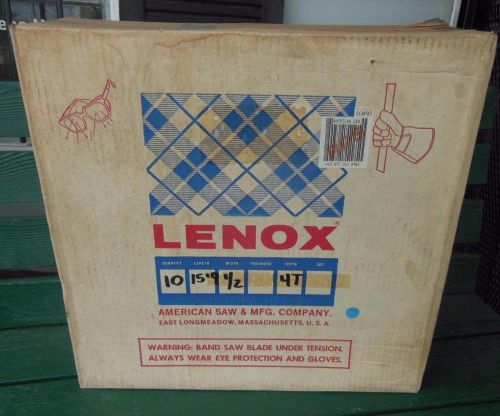 LENOX®
QUANTITY LENGTH WIDTH THICKNESS TEETH SET
10 15'9 1/2 4T
AMERICAN SAW & MFG. COMPANY.
EAST LONGMEADOW, MASSACHUSETTS, U. S. A.
WARNING: BAND SAW BLADE UNDER TENSION.
ALWAYS WEAR EYE PROTECTION AND GLOVES.